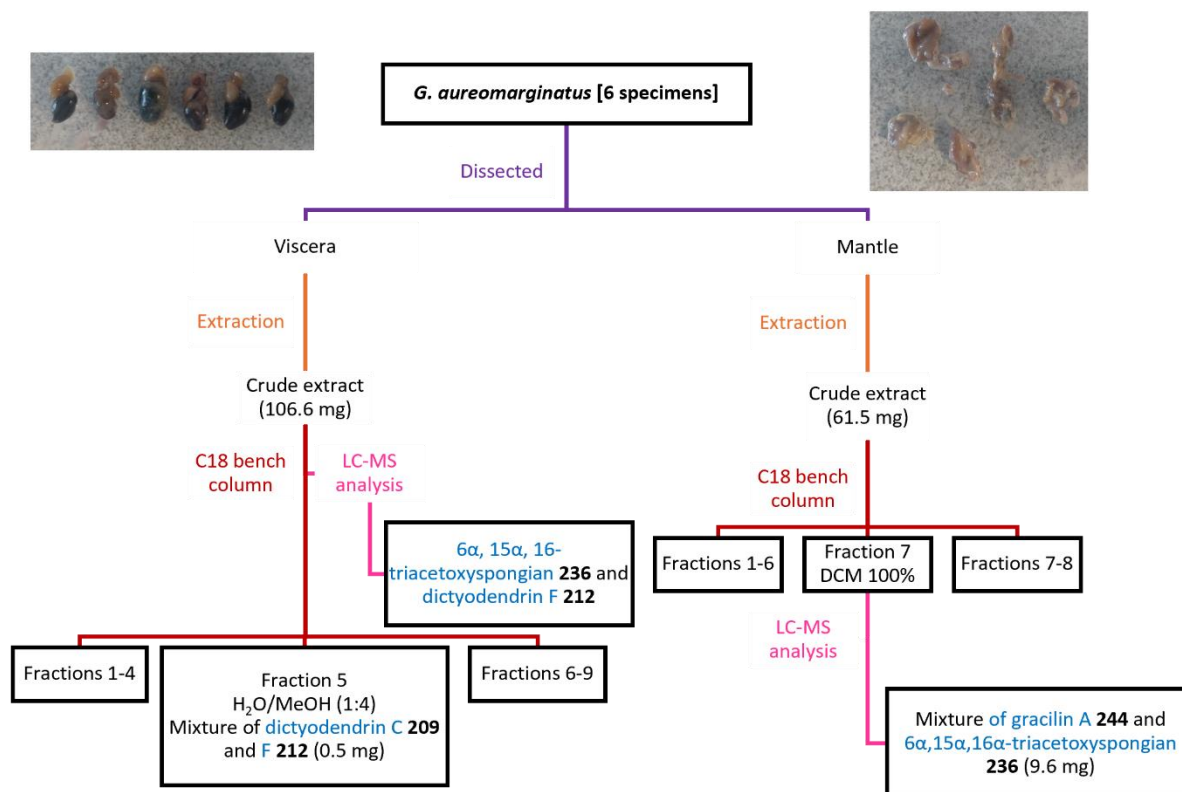 G. aureomarginatus [6 specimens]
Dissected
Viscera
Mantle
Extraction
Extraction
Crude extract
(106.6 mg)
Crude extract
(61.5 mg)
C18 bench
column
LC-MS
analysis
C18 bench
column
6α, 15α, 16-
triacetoxyspongian 236 and
dictyodendrin F 212
Fractions 1-6
Fraction 7
DCM 100%
Fractions 7-8
LC-MS
analysis
Fractions 1-4
Fraction 5
H₂O/MeOH (1:4)
Mixture of dictyodendrin C 209
and F 212 (0.5 mg)
Fractions 6-9
Mixture of gracilin A 244 and
6α,15α,16α-triacetoxyspongian
236 (9.6 mg)